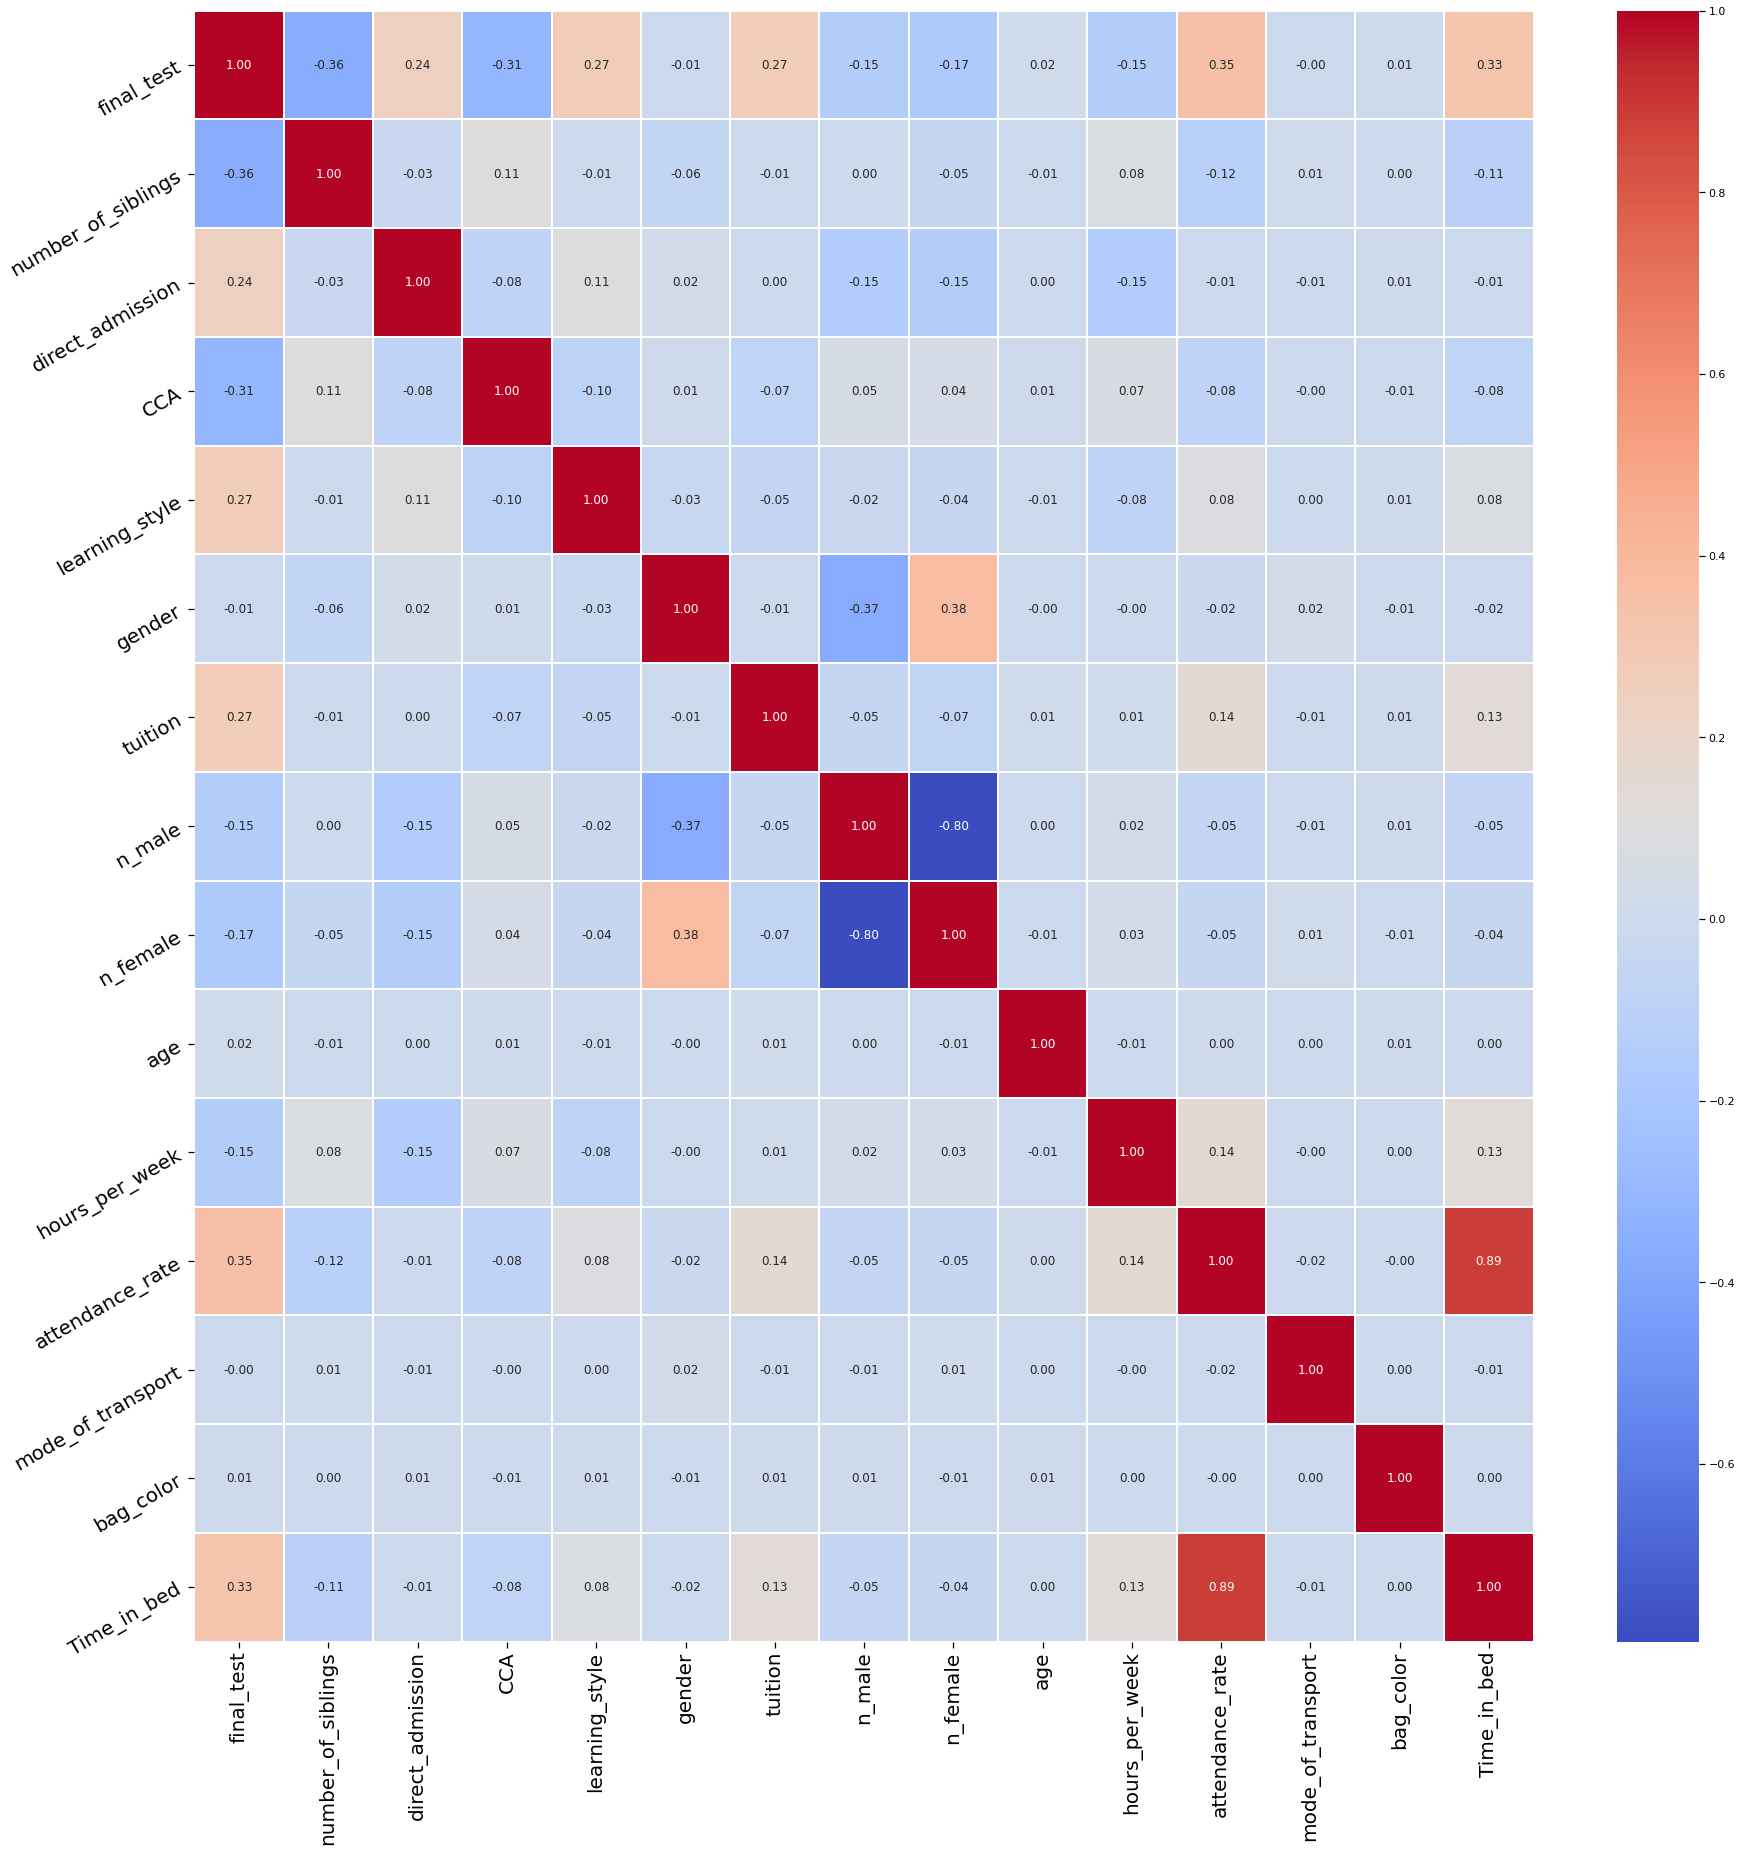 final_test 1.00 -0.36 0.24 -0.31 0.27 -0.01 0.27 -0.15 -0.17 0.02 -0.15 0.35 -0.00 0.01 0.33
number_of_siblings -0.36 1.00 -0.03 0.11 -0.01 -0.06 -0.01 0.00 -0.05 -0.01 0.08 -0.12 0.01 0.00 -0.11
direct_admission 0.24 -0.03 1.00 -0.08 0.11 0.02 0.00 -0.15 -0.15 0.00 -0.15 -0.01 -0.01 0.01 -0.01
CCA -0.31 0.11 -0.08 1.00 -0.10 0.01 -0.07 0.05 0.04 0.01 0.07 -0.08 -0.00 -0.01 -0.08
learning_style 0.27 -0.01 0.11 -0.10 1.00 -0.03 -0.05 -0.02 -0.04 -0.01 -0.08 0.08 0.00 0.01 0.08
gender -0.01 -0.06 0.02 0.01 -0.03 1.00 -0.01 -0.37 0.38 -0.00 -0.00 -0.02 0.02 -0.01 -0.02
tuition 0.27 -0.01 0.00 -0.07 -0.05 -0.01 1.00 -0.05 -0.07 0.01 0.01 0.14 -0.01 0.01 0.13
n_male -0.15 0.00 -0.15 0.05 -0.02 -0.37 -0.05 1.00 -0.80 0.00 0.02 -0.05 -0.01 0.01 -0.05
n_female -0.17 -0.05 -0.15 0.04 -0.04 0.38 -0.07 -0.80 1.00 -0.01 0.03 -0.05 0.01 -0.01 -0.04
age 0.02 -0.01 0.00 0.01 -0.01 -0.00 0.01 0.00 -0.01 1.00 -0.01 0.00 0.00 0.01 0.00
hours_per_week -0.15 0.08 -0.15 0.07 -0.08 -0.00 0.01 0.02 0.03 -0.01 1.00 0.14 -0.00 0.00 0.13
attendance_rate 0.35 -0.12 -0.01 -0.08 0.08 -0.02 0.14 -0.05 -0.05 0.00 0.14 1.00 -0.02 -0.00 0.89
mode_of_transport -0.00 0.01 -0.01 -0.00 0.00 0.02 -0.01 -0.01 0.01 0.00 -0.00 -0.02 1.00 0.00 -0.01
bag_color 0.01 0.00 0.01 -0.01 0.01 -0.01 0.01 0.01 -0.01 0.01 0.00 -0.00 0.00 1.00 0.00
Time_in_bed 0.33 -0.11 -0.01 -0.08 0.08 -0.02 0.13 -0.05 -0.04 0.00 0.13 0.89 -0.01 0.00 1.00
final_test
number_of_siblings
direct_admission
CCA
learning_style
gender
tuition
n_male
n_female
age
hours_per_week
attendance_rate
mode_of_transport
bag_color
Time_in_bed
1.0
0.8
0.6
0.4
0.2
0.0
−0.2
−0.4
−0.6